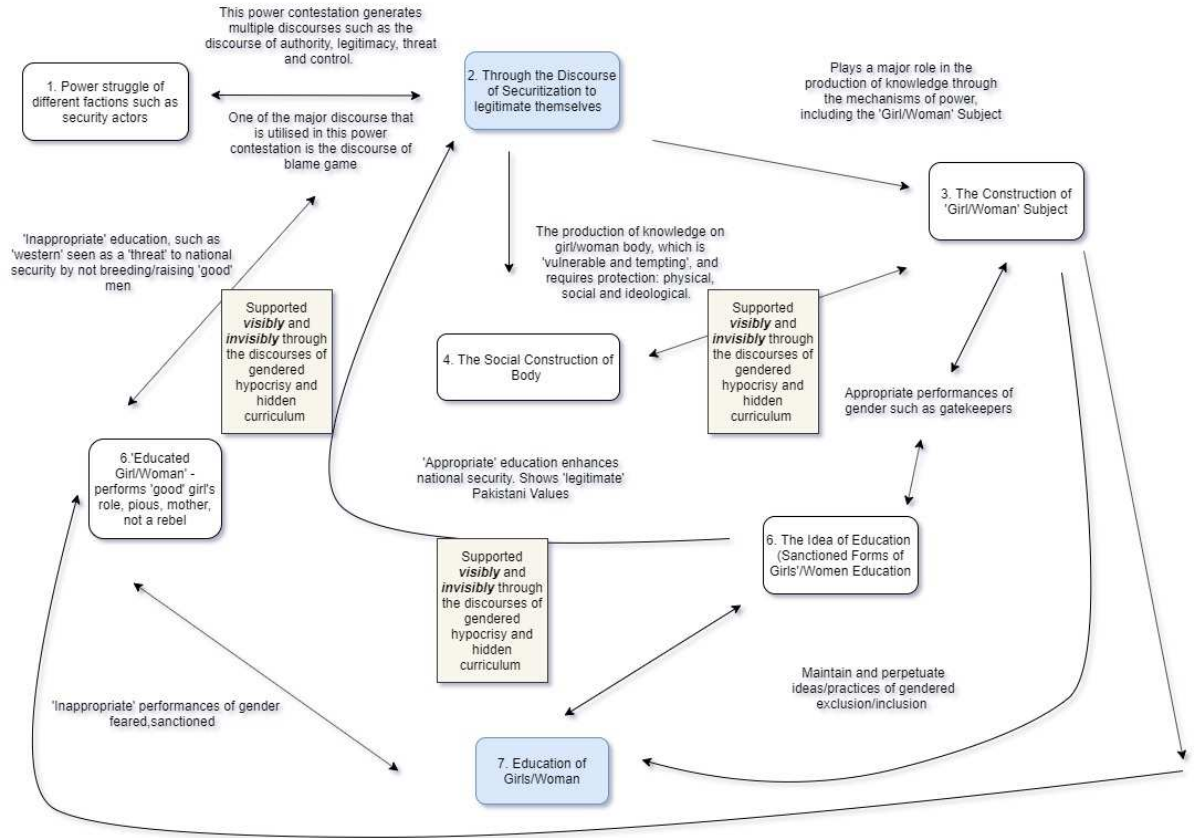 This power contestation generates
multiple discourses such as the
discourse of authority, legitimacy, threat
and control.
1. Power struggle of
different factions such as
security actors
2. Through the Discourse
of Securitization to
legitimate themselves
Plays a major role in the
production of knowledge through
the mechanisms of power,
including the 'Girl/Woman' Subject
One of the major discourse that
is utilised in this power
contestation is the discourse of
blame game
3. The Construction of
'Girl/Woman' Subject
'Inappropriate' education, such as
'western' seen as a 'threat' to national
security by not breeding/raising 'good'
men
The production of knowledge on
girl/woman body, which is
'vulnerable and tempting', and
requires protection: physical,
social and ideological.
Supported
visibly and
invisibly through
the discourses of
gendered
hypocrisy and
hidden
curriculum
4. The Social Construction of
Body
Supported
visibly and
invisibly through
the discourses of
gendered
hypocrisy and
hidden
curriculum
Appropriate performances of
gender such as gatekeepers
6.'Educated
Girl/Woman' -
performs 'good' girl's
role, pious, mother,
not a rebel
'Appropriate' education enhances
national security. Shows 'legitimate'
Pakistani Values
6. The Idea of Education
(Sanctioned Forms of
Girls'/Women Education
Supported
visibly and
invisibly through
the discourses of
gendered
hypocrisy and
hidden
curriculum
'Inappropriate' performances of gender
feared,sanctioned
Maintain and perpetuate
ideas/practices of gendered
exclusion/inclusion
7. Education of
Girls/Woman